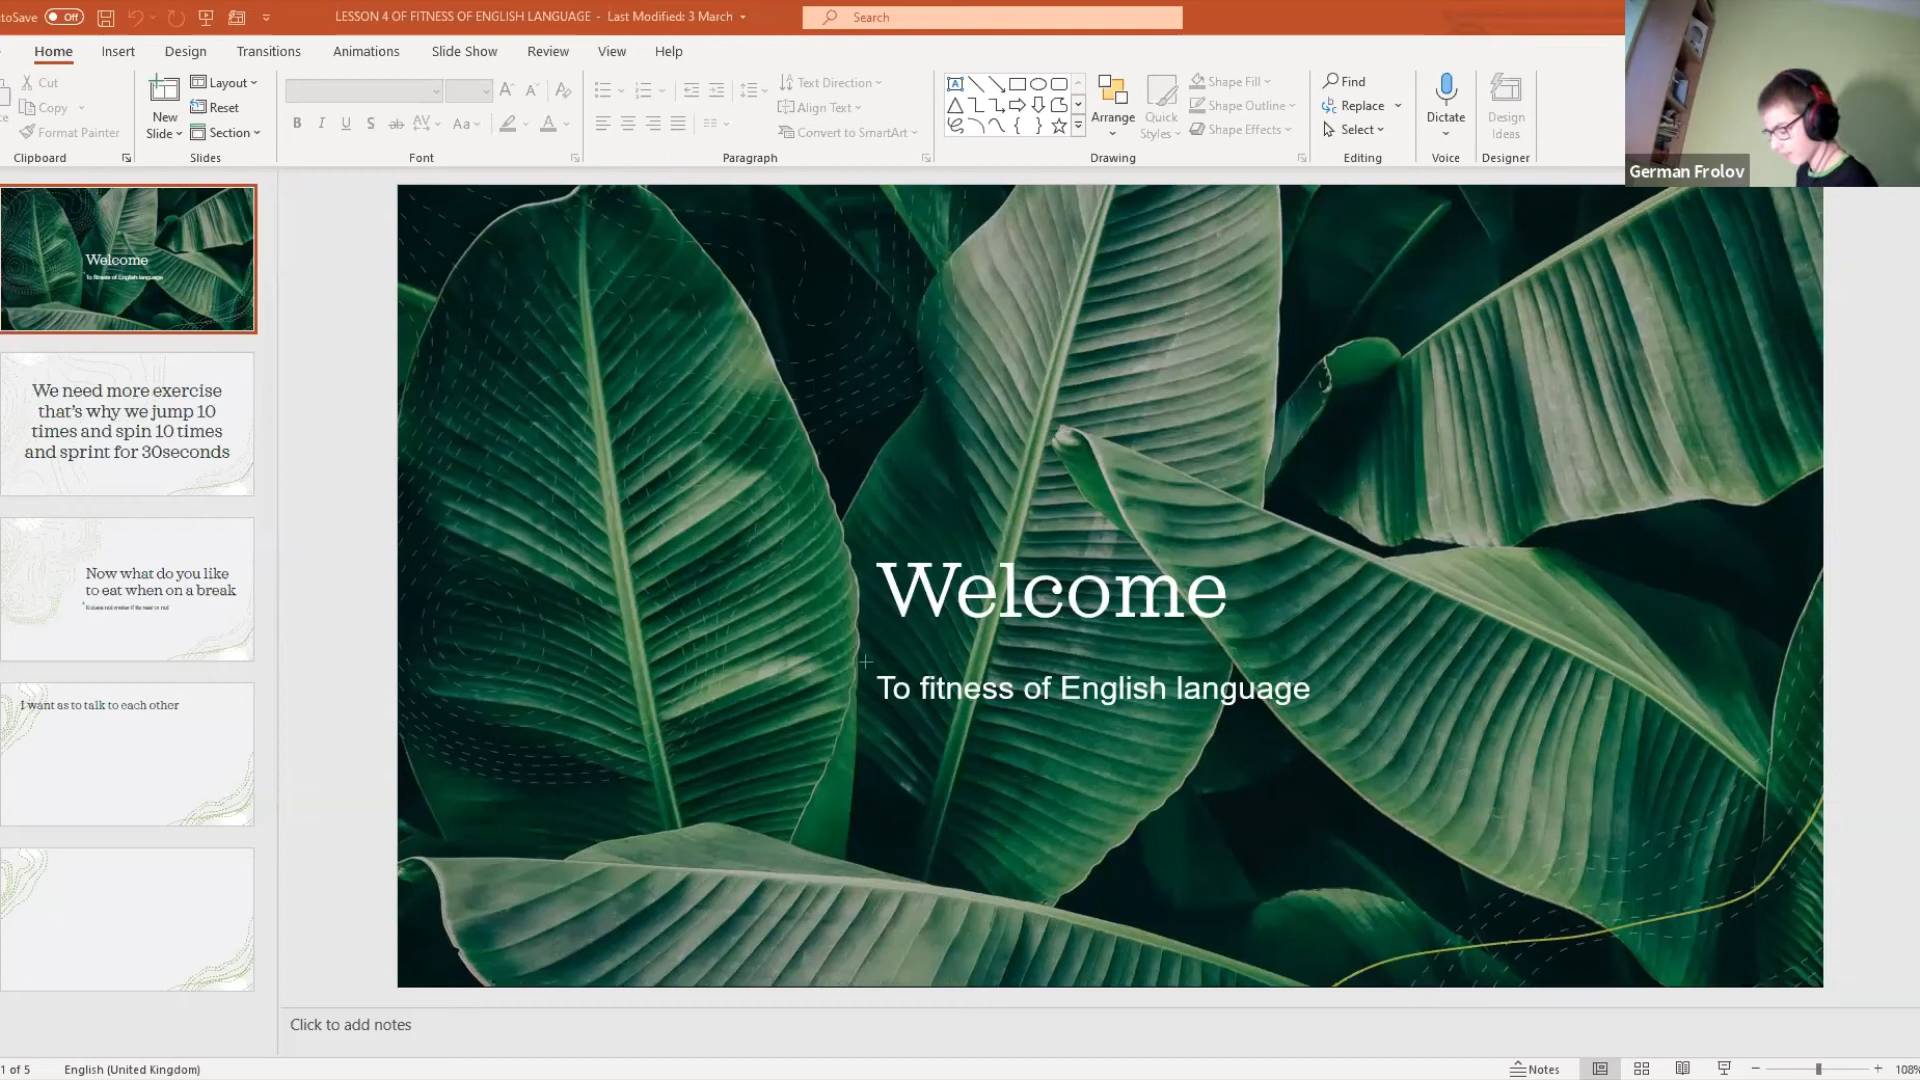 toSave Off
LESSON 4 OF FITNESS OF ENGLISH LANGUAGE - Last Modified: 3 March
Search
Home Insert Design Transitions Animations Slide Show Review View Help
Cut
Copy
Format Painter
Clipboard
New
Slide
Layout
Reset
Section
Slides
Font
Text Direction
Align Text
Convert to SmartArt
Paragraph
Arrange
Quick
Styles
Shape Fill
Shape Outline
Shape Effects
Drawing
Find
Replace
Select
Editing
Dictate
Voice
Design
Ideas
Designer
German Frolov
Welcome
To fitness of English language
We need more exercise
that's why we jump 10
times and spin 10 times
and sprint for 30seconds
Now what do you like
to eat when on a break
I want as to talk to each other
Welcome
To fitness of English language
Click to add notes
1 of 5
English (United Kingdom)
Notes
108%